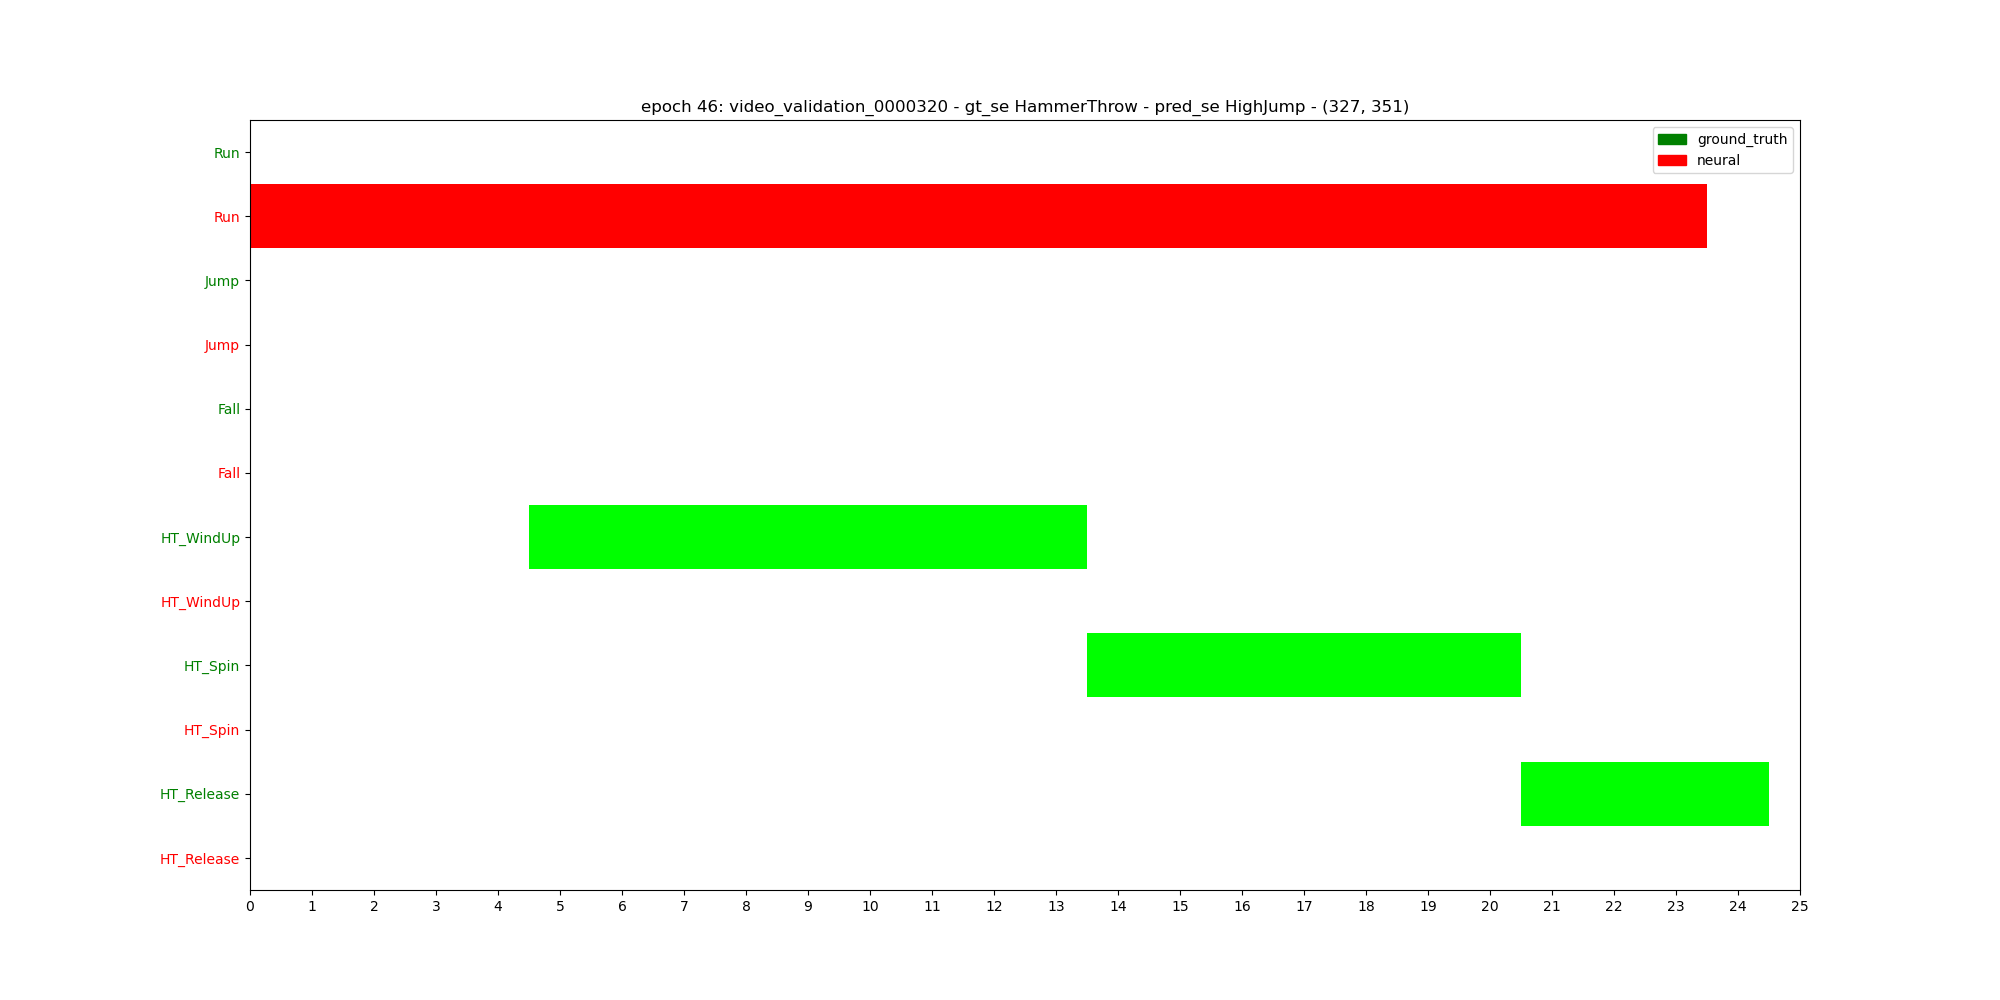 epoch 46: video_validation_0000320 - gt_se HammerThrow - pred_se HighJump - (327, 351)
ground_truth
neural
Run
Run
Jump
Jump
Fall
Fall
HT_WindUp
HT_WindUp
HT_Spin
HT_Spin
HT_Release
HT_Release
0 1 2 3 4 5 6 7 8 9 10 11 12 13 14 15 16 17 18 19 20 21 22 23 24 25